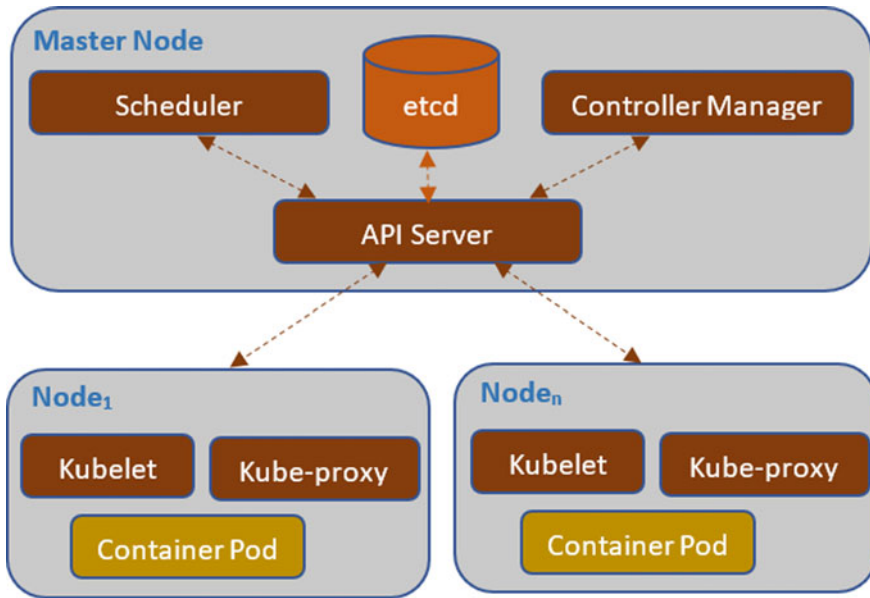 Master Node
Scheduler
etcd
Controller Manager
API Server
Node₁
Kubelet
Kube-proxy
Container Pod
Nodeₙ
Kubelet
Kube-proxy
Container Pod